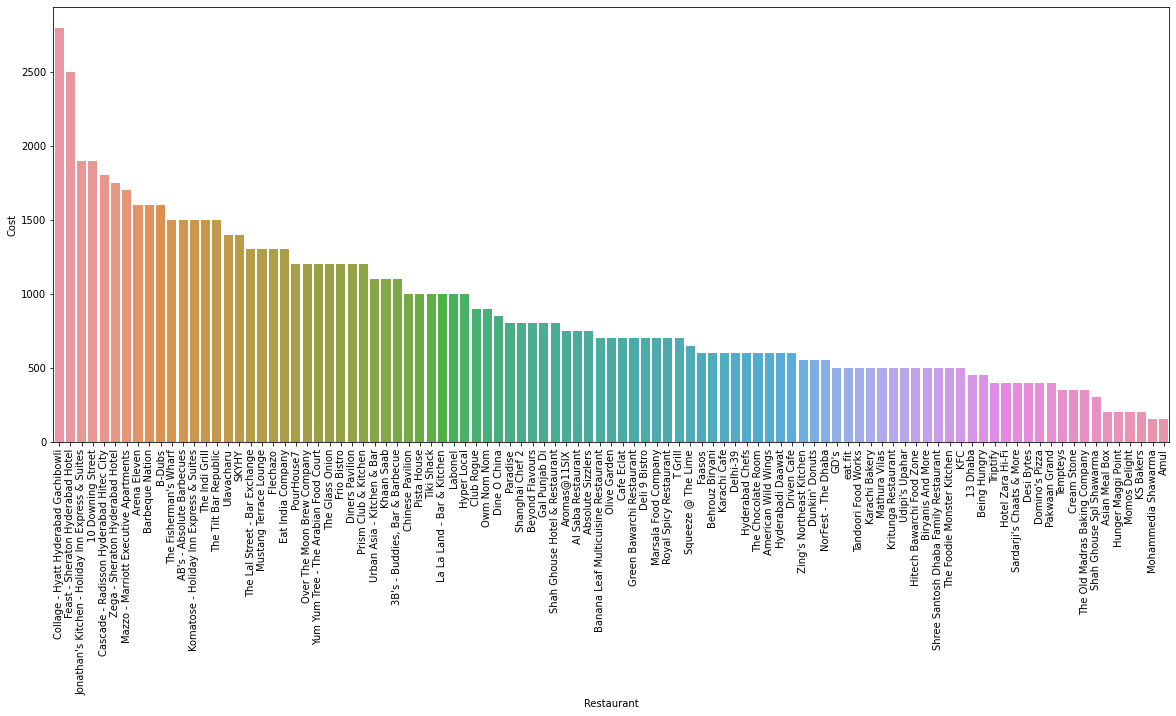 2500
2000
1500
1000
500
0
Cost
Collage - Hyatt Hyderabad Gachibowli
Feast - Sheraton Hyderabad Hotel
Jonathan's Kitchen - Holiday Inn Express & Suites
10 Downing Street
Cascade - Radisson Hyderabad Hitec City
Zega - Sheraton Hyderabad Hotel
Mazzo - Marriott Executive Apartments
Arena Eleven
Barbeque Nation
B-Dubs
The Fisherman's Wharf
AB's - Absolute Barbecues
Komatose - Holiday Inn Express & Suites
The Indi Grill
The Tilt Bar Republic
Ulavacharu
SKYHY
The Lal Street - Bar Exchange
Mustang Terrace Lounge
Flechazo
Eat India Company
PourHouse7
Over The Moon Brew Company
Yum Yum Tree - The Arabian Food Court
The Glass Onion
Frio Bistro
Diners Pavilion
Prism Club & Kitchen
Urban Asia - Kitchen & Bar
Khaan Saab
3B's - Buddies, Bar & Barbecue
Chinese Pavilion
Pista House
Tiki Shack
La La Land - Bar & Kitchen
Labonel
Hyper Local
Club Rogue
Owm Nom Nom
Dine O China
Paradise
Shanghai Chef 2
Beyond Flavours
Gal Punjab Di
Shah Ghouse Hotel & Restaurant
Aromas@11SIX
Al Saba Restaurant
Absolute Sizzlers
Banana Leaf Multicuisine Restaurant
Olive Garden
Cafe Eclat
Green Bawarchi Restaurant
Deli 9 Bistro
Marsala Food Company
Royal Spicy Restaurant
T Grill
Squeeze @ The Lime
Faasos
Behrouz Biryani
Karachi Cafe
Delhi-39
Hyderabad Chefs
The Chocolate Room
American Wild Wings
Hyderabadi Daawat
Driven Cafe
Zing's Northeast Kitchen
Dunkin' Donuts
NorFest - The Dhaba
GD's
eat.fit
Tandoori Food Works
Karachi Bakery
Mathura Vilas
Kritunga Restaurant
Udipi's Upahar
Hitech Bawarchi Food Zone
Biryanis And More
Shree Santosh Dhaba Family Restaurant
The Foodie Monster Kitchen
KFC
13 Dhaba
Being Hungry
Triptify
Hotel Zara Hi-Fi
Sardarji's Chaats & More
Desi Bytes
Domino's Pizza
Pakwaan Grand
Tempteys
Cream Stone
The Old Madras Baking Company
Shah Ghouse Spl Shawarma
Asian Meal Box
Hunger Maggi Point
Momos Delight
KS Bakers
Mohammedia Shawarma
Amul
Restaurant